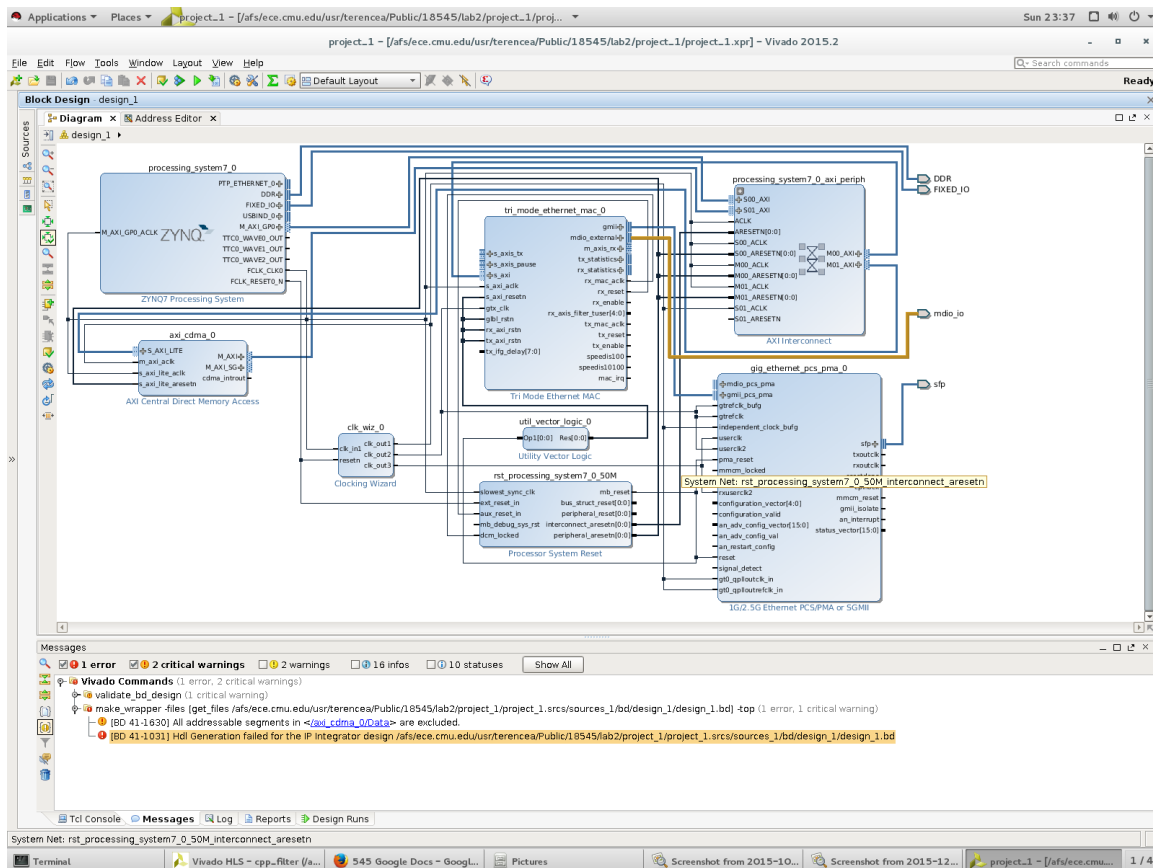 Applications
Places
project_1 – [/afs/ece.cmu.edu/usr/terencea/Public/18545/lab2/project_1/proj...
Sun 23:37
project_1 – [/afs/ece.cmu.edu/usr/terencea/Public/18545/lab2/project_1/project_1.xpr] – Vivado 2015.2
File Edit Flow Tools Window Layout View Help
Search commands
Default Layout
Ready
Block Design - design_1
Sources
Diagram
Address Editor
design_1
processing_system7_0
PTP_ETHERNET_0
DDR
FIXED_IO
USBIND_0
M_AXI_GP0
TTC0_WAVE0_OUT
TTC0_WAVE1_OUT
TTC0_WAVE2_OUT
FCLK_CLK0
FCLK_RESET0_N
M_AXI_GP0_ACLK
ZYNQ
ZYNQ7 Processing System
axi_cdma_0
S_AXI_LITE
m_axi_aclk
s_axi_lite_aclk
s_axi_lite_aresetn
M_AXI
M_AXI_SG
cdma_introut
AXI Central Direct Memory Access
clk_wiz_0
clk_in1
resetn
clk_out1
clk_out2
clk_out3
Clocking Wizard
tri_mode_ethernet_mac_0
s_axis_tx
s_axis_pause
s_axi
s_axi_aclk
s_axi_resetn
gtx_clk
glbl_rstn
rx_axi_rstn
tx_axi_rstn
tx_ifg_delay[7:0]
gmii
mdio_external
m_axis_rx
tx_statistics
rx_statistics
rx_mac_aclk
rx_reset
rx_enable
rx_axis_filter_tuser[4:0]
tx_mac_aclk
tx_reset
tx_enable
speedis100
speedis10100
mac_irq
Tri Mode Ethernet MAC
util_vector_logic_0
Op1[0:0]
Res[0:0]
Utility Vector Logic
rst_processing_system7_0_50M
slowest_sync_clk
ext_reset_in
aux_reset_in
mb_debug_sys_rst
dcm_locked
mb_reset
bus_struct_reset[0:0]
peripheral_reset[0:0]
interconnect_aresetn[0:0]
peripheral_aresetn[0:0]
Processor System Reset
processing_system7_0_axi_periph
S00_AXI
S01_AXI
ACLK
ARESETN[0:0]
S00_ACLK
S00_ARESETN[0:0]
M00_ACLK
M00_ARESETN[0:0]
M01_ACLK
M01_ARESETN[0:0]
S01_ACLK
S01_ARESETN
M00_AXI
M01_AXI
AXI Interconnect
gig_ethernet_pcs_pma_0
mdio_pcs_pma
gmii_pcs_pma
gtrefclk_bufg
gtrefclk
independent_clock_bufg
userclk
userclk2
pma_reset
mmcm_locked
rxuserclk2
configuration_vector[4:0]
configuration_valid
an_adv_config_vector[15:0]
an_adv_config_val
an_restart_config
reset
signal_detect
gt0_qplloutclk_in
gt0_qplloutrefclk_in
sfp
txoutclk
rxoutclk
mmcm_reset
gmii_isolate
an_interrupt
status_vector[15:0]
1G/2.5G Ethernet PCS/PMA or SGMII
System Net: rst_processing_system7_0_50M_interconnect_aresetn
DDR
FIXED_IO
mdio_io
sfp
Messages
1 error
2 critical warnings
2 warnings
16 infos
10 statuses
Show All
Vivado Commands (1 error, 2 critical warnings)
validate_bd_design (1 critical warning)
make_wrapper -files [get_files /afs/ece.cmu.edu/usr/terencea/Public/18545/lab2/project_1/project_1.srcs/sources_1/bd/design_1/design_1.bd] -top (1 error, 1 critical warning)
[BD 41-1630] All addressable segments in </axi_cdma_0/Data> are excluded.
[BD 41-1031] Hdl Generation failed for the IP Integrator design /afs/ece.cmu.edu/usr/terencea/Public/18545/lab2/project_1/project_1.srcs/sources_1/bd/design_1/design_1.bd
Tcl Console
Messages
Log
Reports
Design Runs
System Net: rst_processing_system7_0_50M_interconnect_aresetn
Terminal
Vivado HLS – cpp_filter (/a...
545 Google Docs – Googl...
Pictures
Screenshot from 2015-10...
Screenshot from 2015-12...
project_1 – [/afs/ece.cmu....
1 / 4